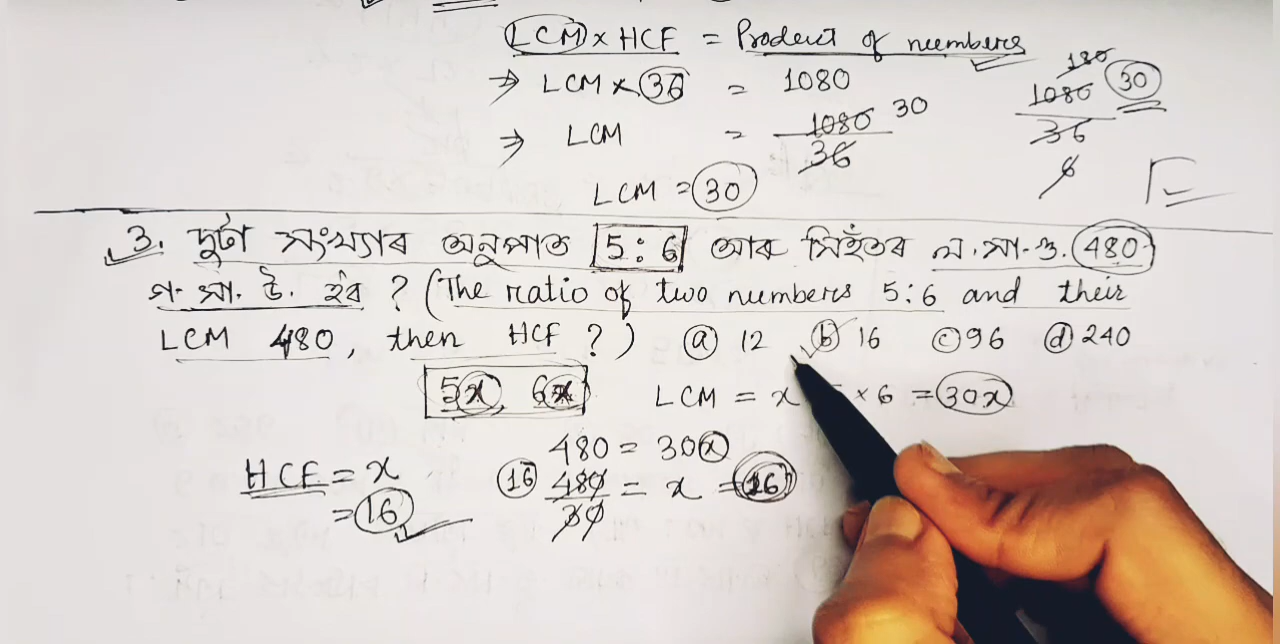 LCM x HCF = Product of numbers
⇒ LCM x 36 = 1080
⇒ LCM = 1080 30
36
LCM = 30
180
1080 30
36
6
3. দুটা সংখ্যাৰ অনুপাত 5:6 আৰু সিহঁতৰ ল.সা.গু. 480
গ.সা.উ. হ'ব ? (The ratio of two numbers 5:6 and their
LCM 480, then HCF ?) (a) 12 (b) 16 (c) 96 (d) 240
5x, 6x LCM = x × 6 = 30x
480 = 30x
HCF = x
16 480 = x = 16
30
= 16